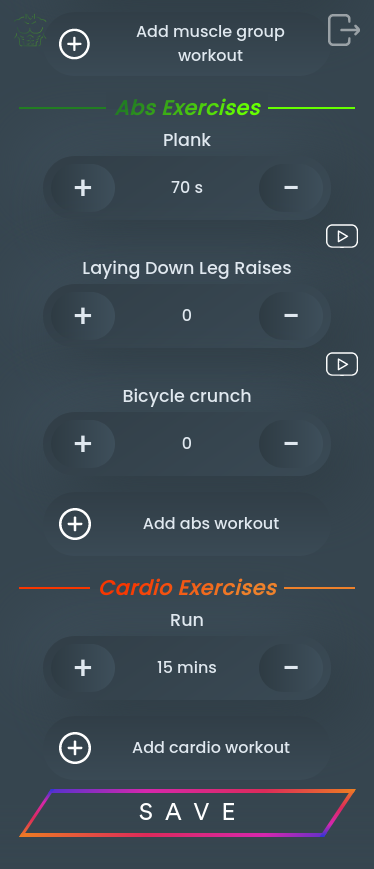 Add muscle group
workout
Abs Exercises
Plank
+ 70 s −
Laying Down Leg Raises
+ 0 −
Bicycle crunch
+ 0 −
Add abs workout
Cardio Exercises
Run
+ 15 mins −
Add cardio workout
SAVE